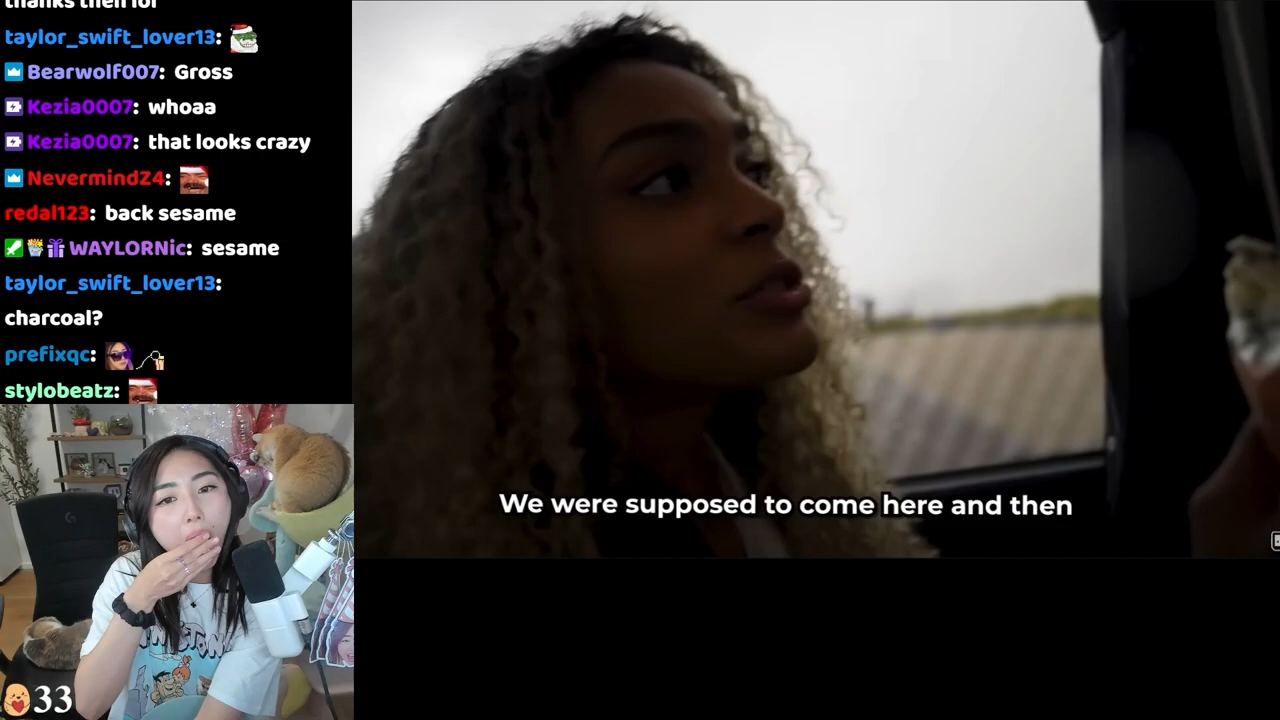 thanks then lol
taylor_swift_lover13:
Bearwolf007: Gross
Kezia0007: whoaa
Kezia0007: that looks crazy
NevermindZ4:
redal123: back sesame
WAYLORNic: sesame
taylor_swift_lover13:
charcoal?
prefixqc:
stylobeatz:
We were supposed to come here and then
33